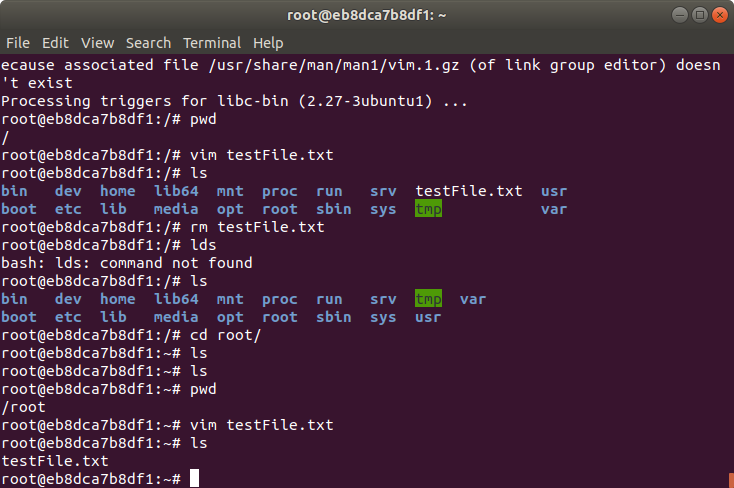 root@eb8dca7b8df1: ~
File Edit View Search Terminal Help
ecause associated file /usr/share/man/man1/vim.1.gz (of link group editor) doesn
't exist
Processing triggers for libc-bin (2.27-3ubuntu1) ...
root@eb8dca7b8df1:/# pwd
/
root@eb8dca7b8df1:/# vim testFile.txt
root@eb8dca7b8df1:/# ls
bin dev home lib64 mnt proc run srv testFile.txt usr
boot etc lib media opt root sbin sys tmp var
root@eb8dca7b8df1:/# rm testFile.txt
root@eb8dca7b8df1:/# lds
bash: lds: command not found
root@eb8dca7b8df1:/# ls
bin dev home lib64 mnt proc run srv tmp var
boot etc lib media opt root sbin sys usr
root@eb8dca7b8df1:/# cd root/
root@eb8dca7b8df1:~# ls
root@eb8dca7b8df1:~# ls
root@eb8dca7b8df1:~# pwd
/root
root@eb8dca7b8df1:~# vim testFile.txt
root@eb8dca7b8df1:~# ls
testFile.txt
root@eb8dca7b8df1:~#